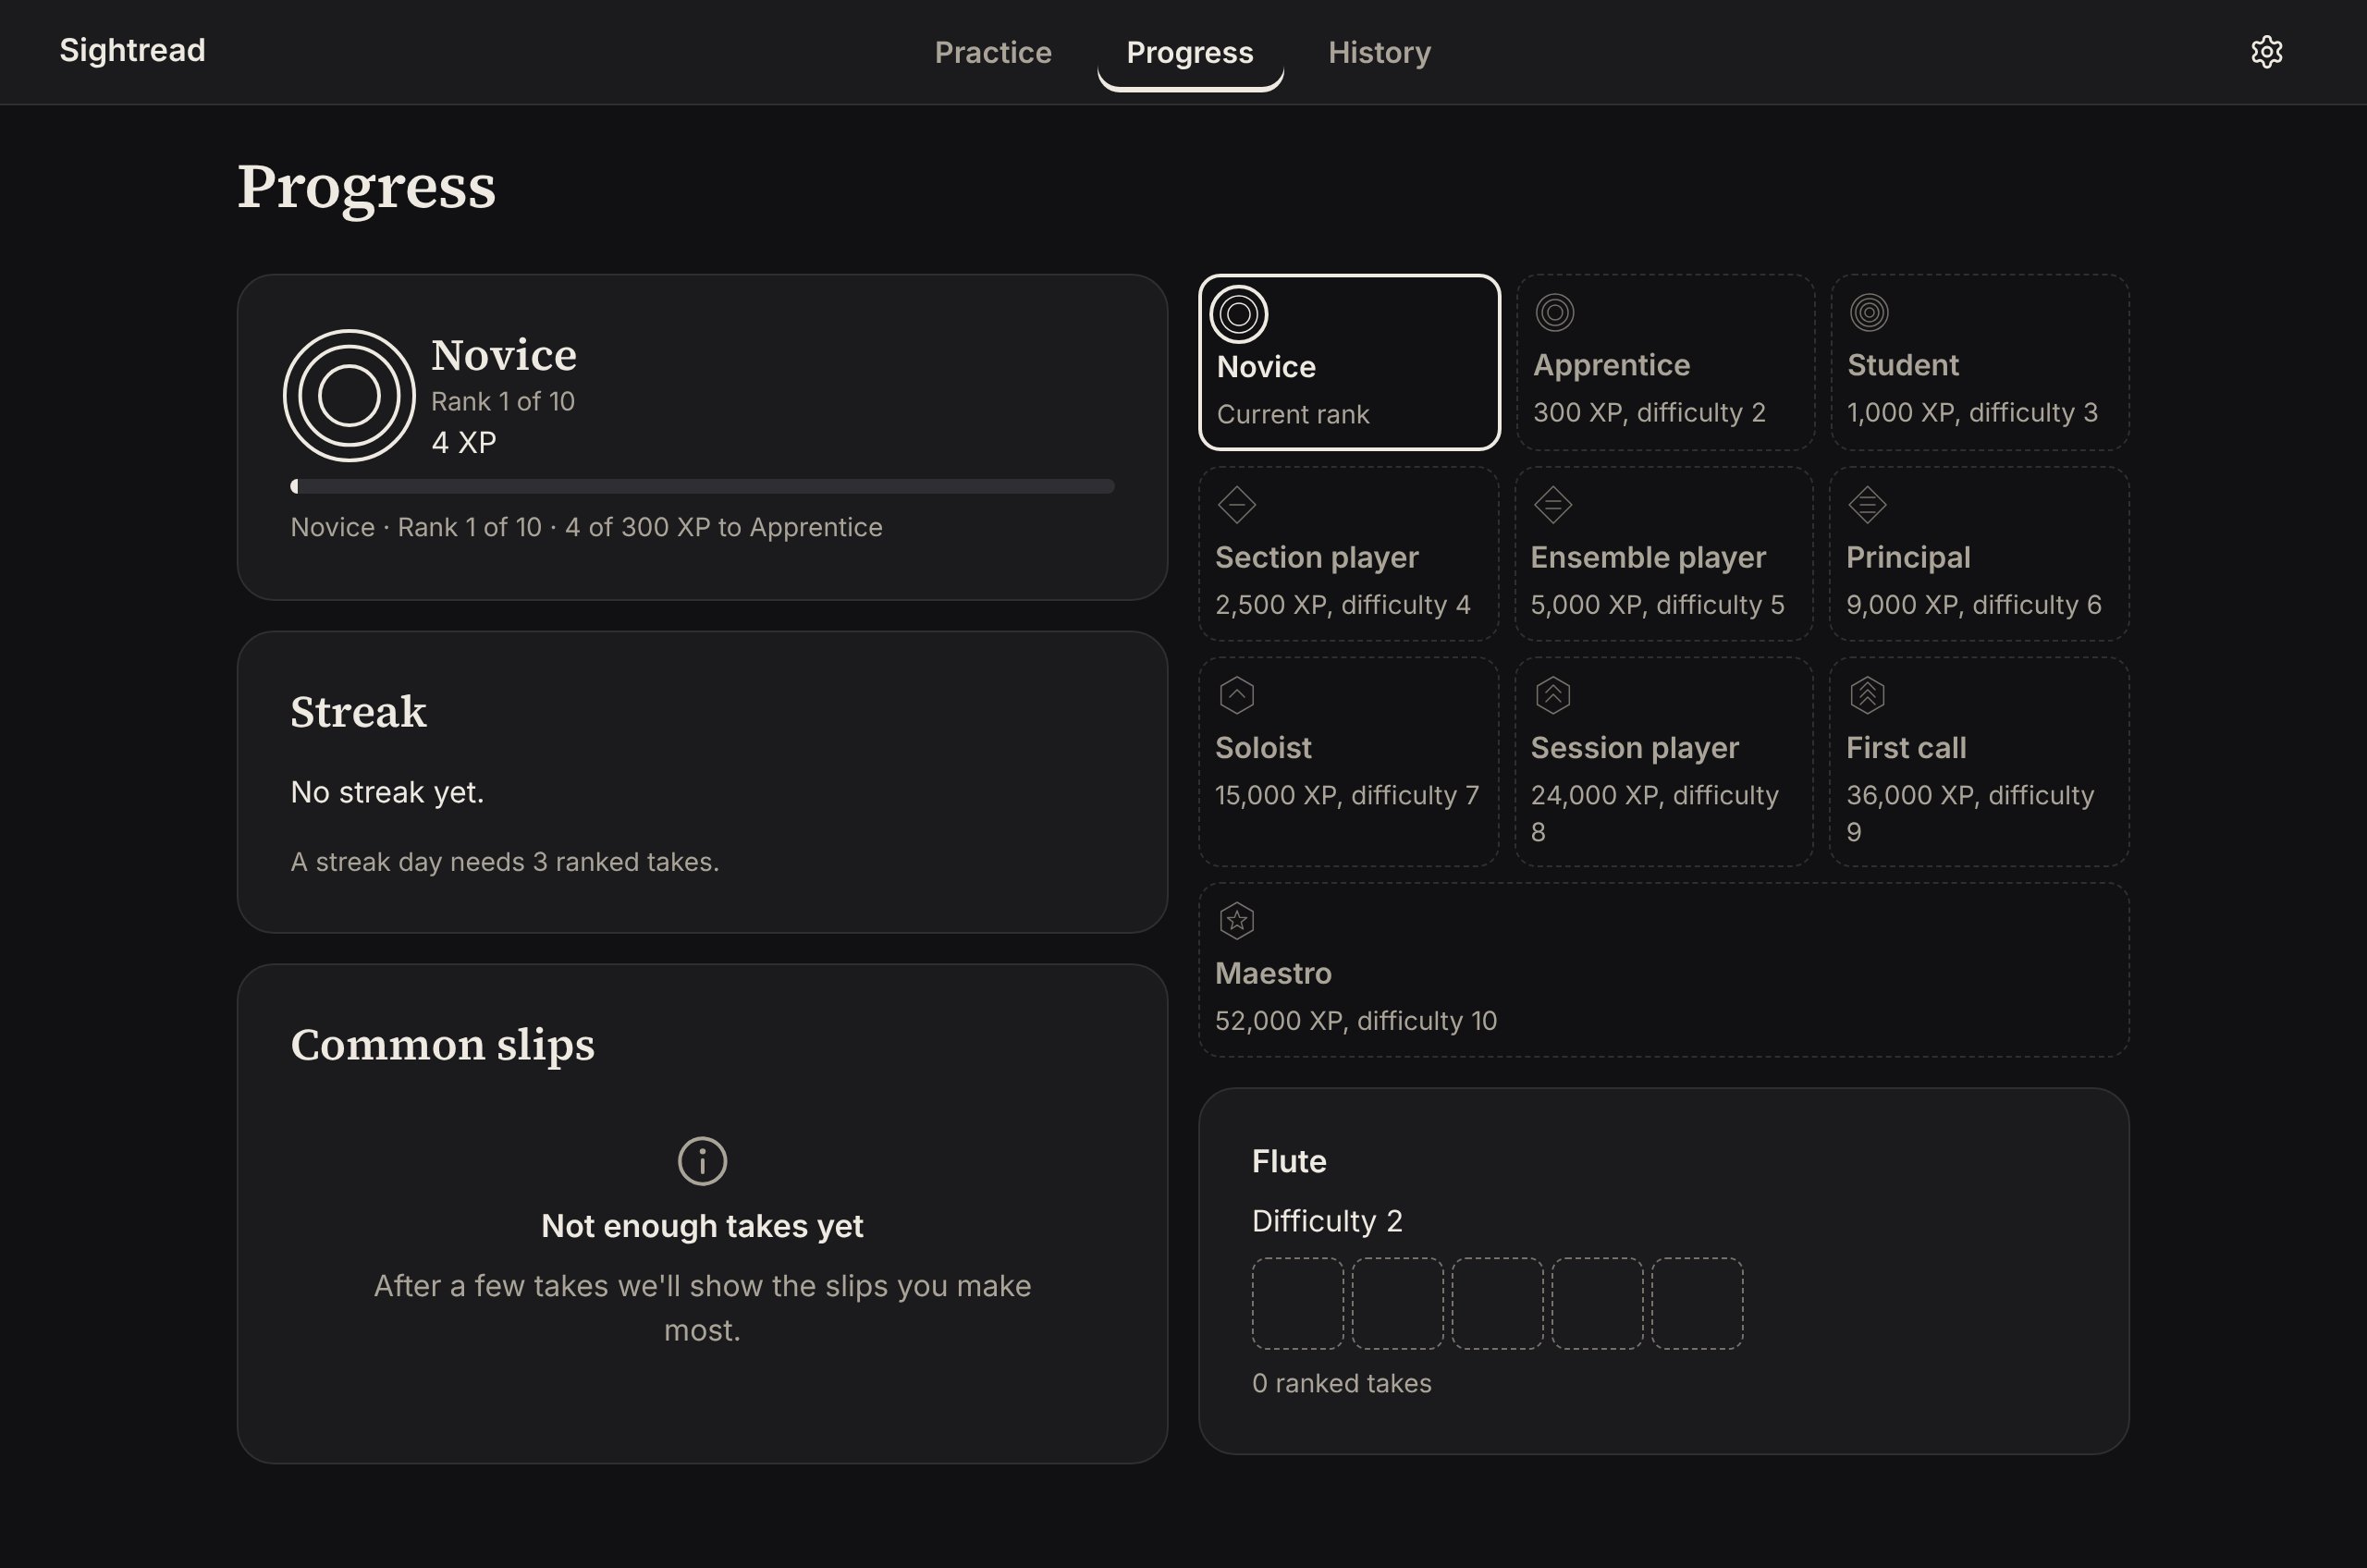 Sightread
Practice
Progress
History
Progress
Novice
Rank 1 of 10
4 XP
Novice · Rank 1 of 10 · 4 of 300 XP to Apprentice
Streak
No streak yet.
A streak day needs 3 ranked takes.
Common slips
Not enough takes yet
After a few takes we'll show the slips you make
most.
Novice
Current rank
Apprentice
300 XP, difficulty 2
Student
1,000 XP, difficulty 3
Section player
2,500 XP, difficulty 4
Ensemble player
5,000 XP, difficulty 5
Principal
9,000 XP, difficulty 6
Soloist
15,000 XP, difficulty 7
Session player
24,000 XP, difficulty
8
First call
36,000 XP, difficulty
9
Maestro
52,000 XP, difficulty 10
Flute
Difficulty 2
0 ranked takes